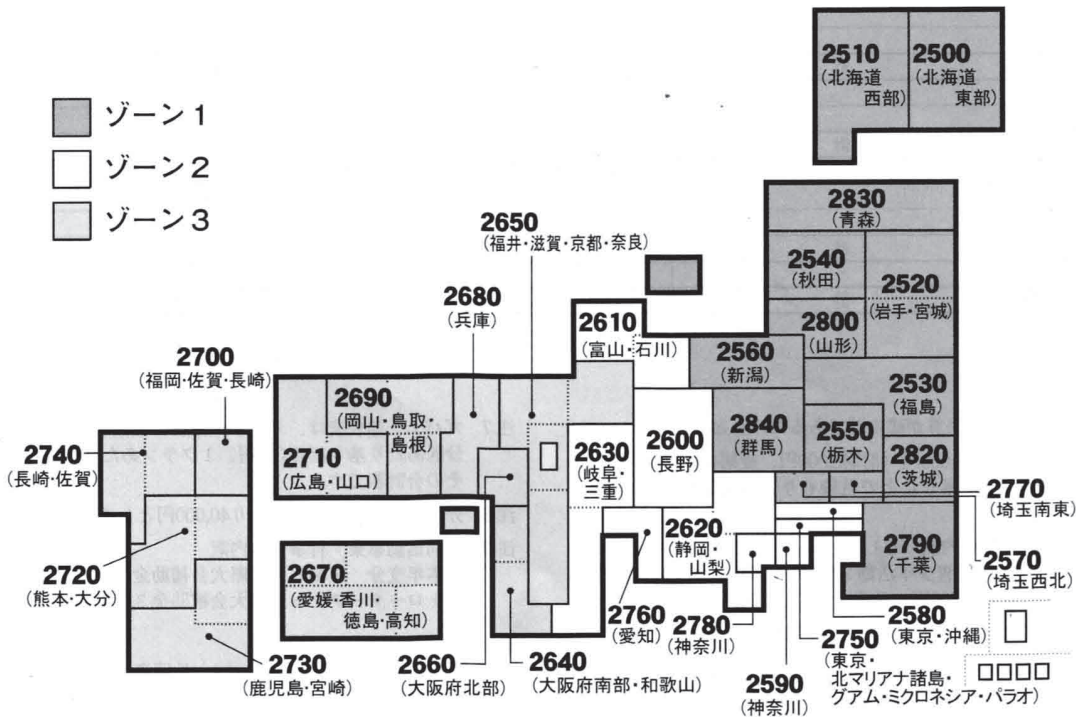 2510
(北海道
西部)
2500
(北海道
東部)
ゾーン1
ゾーン2
ゾーン3
2830
(青森)
2650
(福井・滋賀・京都・奈良)
2540
(秋田)
2520
(岩手・宮城)
2680
(兵庫)
2610
(富山・石川)
2800
(山形)
2700
(福岡・佐賀・長崎)
2560
(新潟)
2690
(岡山・鳥取・
島根)
2530
(福島)
2740
(長崎・佐賀)
2710
(広島・山口)
2630
(岐阜・
三重)
2600
(長野)
2840
(群馬)
2550
(栃木)
2820
(茨城)
2770
(埼玉南東)
2620
(静岡・
山梨)
2790
(千葉)
2570
(埼玉西北)
2720
(熊本・大分)
2670
(愛媛・香川・
徳島・高知)
2760
(愛知)
2780
(神奈川)
2580
(東京・沖縄)
2730
(鹿児島・宮崎)
2660
(大阪府北部)
2640
(大阪府南部・和歌山)
2590
(神奈川)
2750
(東京・
北マリアナ諸島・
グアム・ミクロネシア・パラオ)